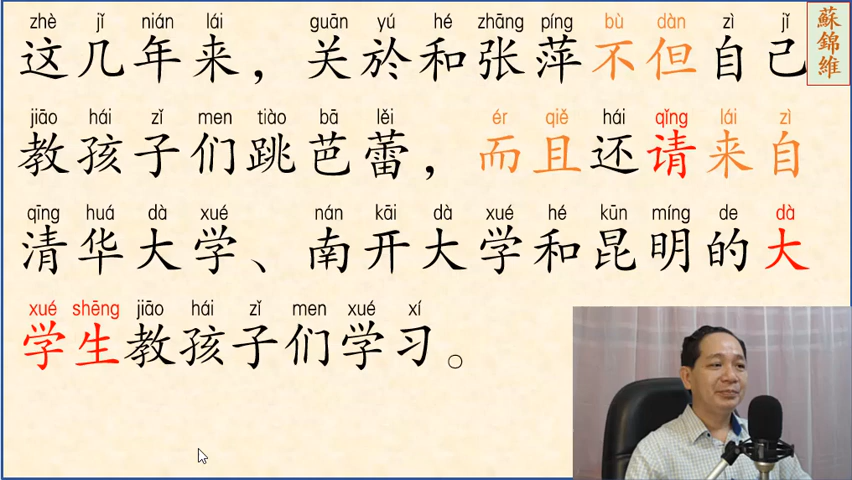 zhè jǐ nián lái guān yú hé zhāng píng bù dàn zì jǐ
这几年来，关於和张萍不但自己
蘇錦維
jiāo hái zǐ men tiào bā lěi ér qiě hái qǐng lái zì
教孩子们跳芭蕾，而且还请来自
qīng huá dà xué nán kāi dà xué hé kūn míng de dà
清华大学、南开大学和昆明的大
xué shēng jiāo hái zǐ men xué xí
学生教孩子们学习。